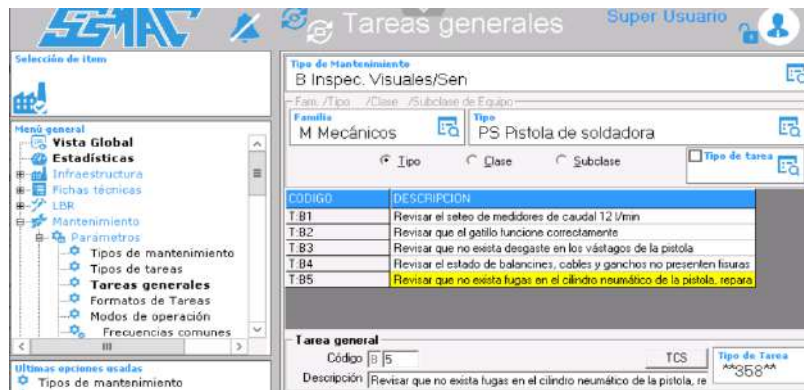 SisMAC
Tareas generales
Super Usuario
Selección de item
Menú general
Vista Global
Estadísticas
Infraestructura
Fichas técnicas
LBR
Mantenimiento
Parámetros
Tipos de mantenimiento
Tipos de tareas
Tareas generales
Formatos de Tareas
Modos de operación
Frecuencias comunes
Ultimas opciones usadas
Tipos de mantenimiento
Tipo de Mantenimiento
B Inspec. Visuales/Sen
Fam. /Tipo /Clase /Subclase de Equipo
Familia
M Mecánicos
Tipo
PS Pistola de soldadora
Tipo Clase Subclase
Tipo de tarea
CODIGO DESCRIPCION
T:B1 Revisar el seteo de medidores de caudal 12 l/min
T:B2 Revisar que el gatillo funcione correctamente
T:B3 Revisar que no exista desgaste en los vástagos de la pistola
T:B4 Revisar el estado de balancines, cables y ganchos no presenten fisuras
T:B5 Revisar que no exista fugas en el cilindro neumático de la pistola, repara
Tarea general
Código B 5
TCS
Tipo de Tarea
^^358^^
Descripción Revisar que no exista fugas en el cilindro neumático de la pistola, re